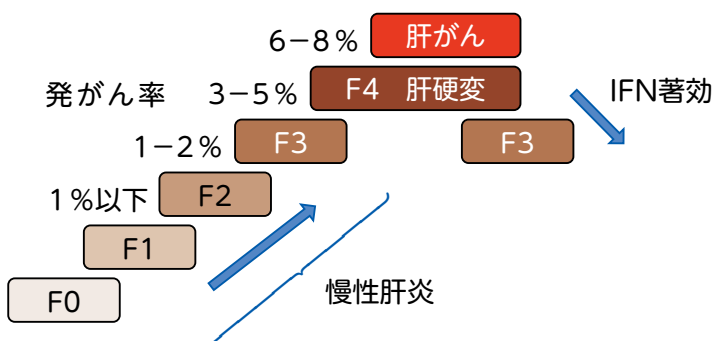 6−8％ 肝がん
発がん率 3−5％ F4 肝硬変 IFN著効
1−2％ F3 F3
1％以下 F2
F1
F0
慢性肝炎